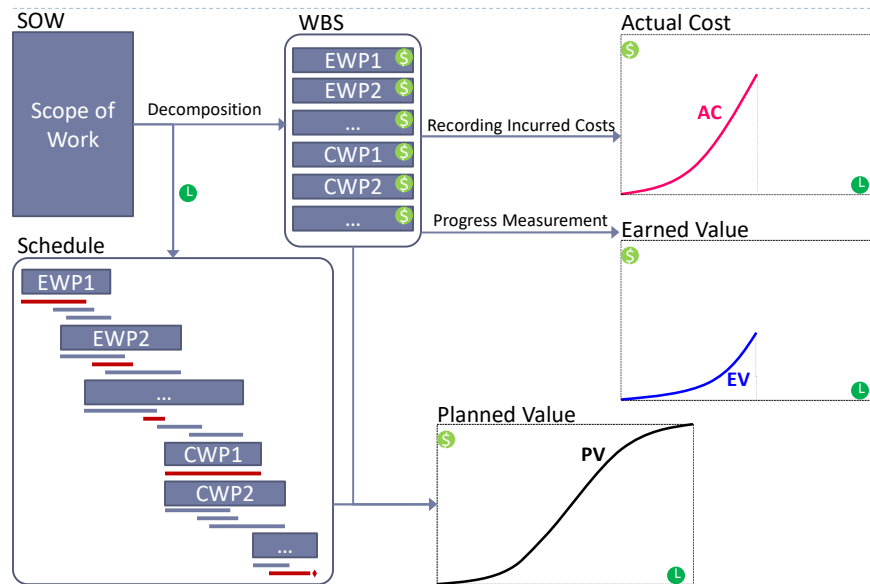 SOW
WBS
Actual Cost
Scope of
Work
Decomposition
EWP1 $
EWP2 $
... $
CWP1 $
CWP2 $
... $
Recording Incurred Costs
Progress Measurement
$
AC
L
L
Schedule
EWP1
EWP2
...
CWP1
CWP2
...
Earned Value
$
EV
L
Planned Value
$
PV
L